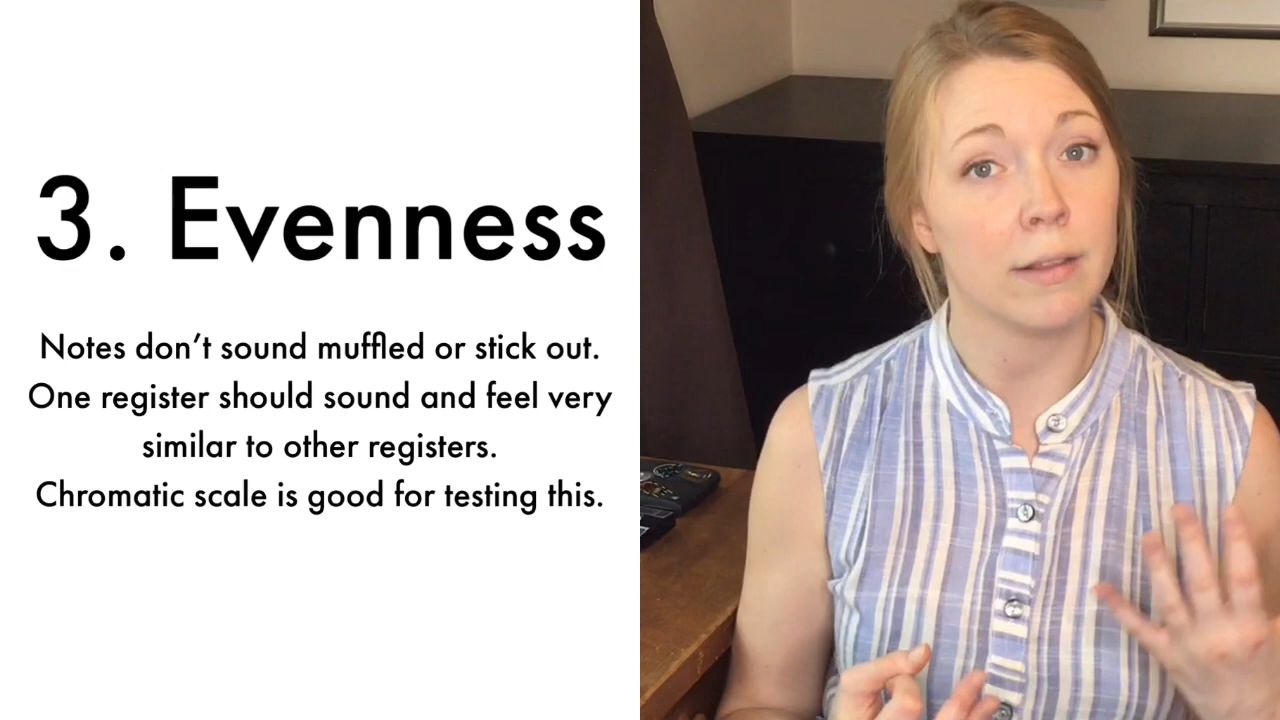 3. Evenness
Notes don’t sound muffled or stick out.
One register should sound and feel very
similar to other registers.
Chromatic scale is good for testing this.